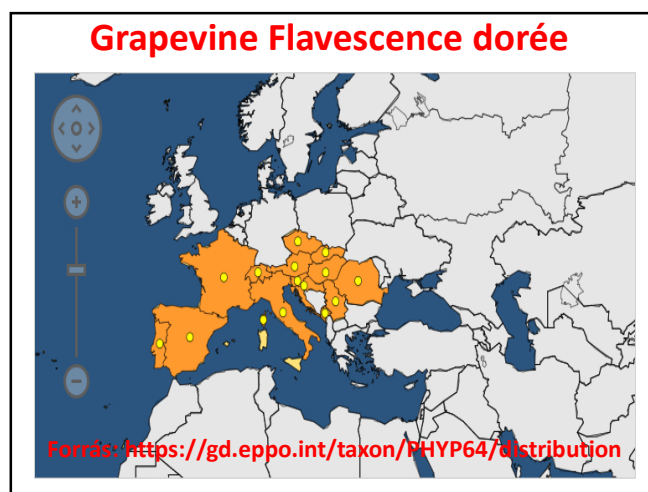 Grapevine Flavescence dorée
Forrás: https://gd.eppo.int/taxon/PHYP64/distribution